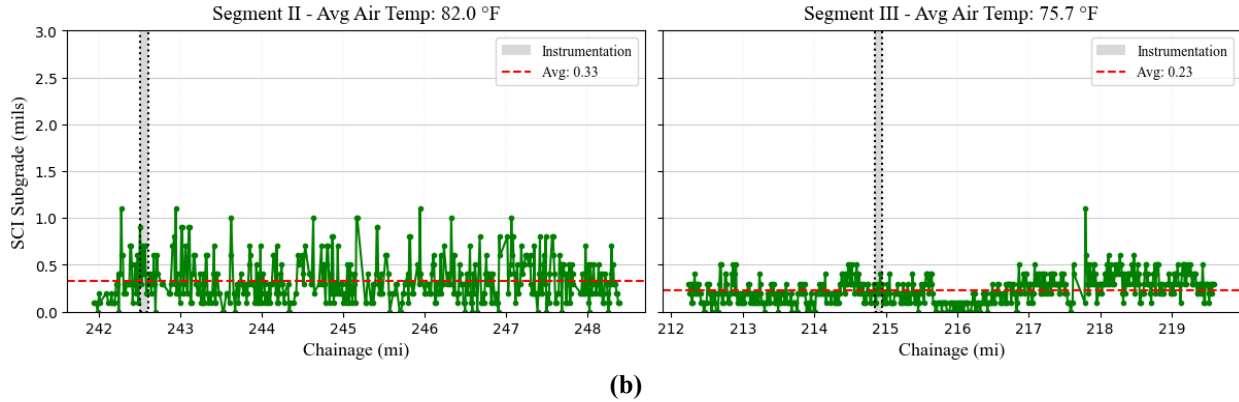 Segment II - Avg Air Temp: 82.0 °F
SCI Subgrade (mils)
3.0
2.5
2.0
1.5
1.0
0.5
0.0
Instrumentation
Avg: 0.33
242 243 244 245 246 247 248
Chainage (mi)
Segment III - Avg Air Temp: 75.7 °F
Instrumentation
Avg: 0.23
212 213 214 215 216 217 218 219
Chainage (mi)
(b)